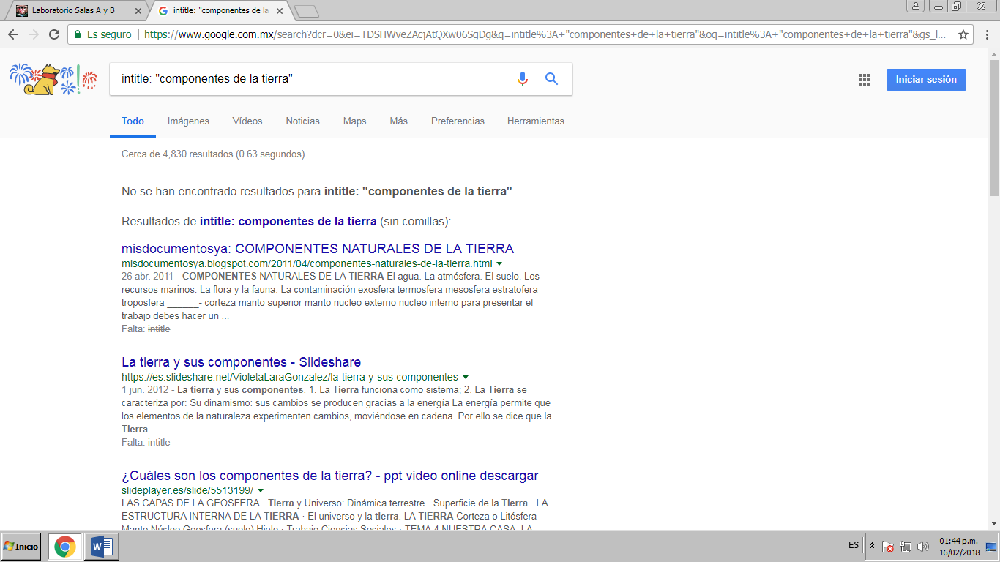 Laboratorio Salas A y B
intitle: "componentes de la
Es seguro
https://www.google.com.mx/search?dcr=0&ei=TDSHWveZAcjAtQXw06SgDg&q=intitle%3A+"componentes+de+la+tierra"&oq=intitle%3A+"componentes+de+la+tierra"&gs_l...
intitle: "componentes de la tierra"
Iniciar sesión
Todo Imágenes Vídeos Noticias Maps Más Preferencias Herramientas
Cerca de 4,830 resultados (0.63 segundos)
No se han encontrado resultados para intitle: "componentes de la tierra".
Resultados de intitle: componentes de la tierra (sin comillas):
misdocumentosya: COMPONENTES NATURALES DE LA TIERRA
misdocumentosya.blogspot.com/2011/04/componentes-naturales-de-la-tierra.html
26 abr. 2011 - COMPONENTES NATURALES DE LA TIERRA El agua. La atmósfera. El suelo. Los
recursos marinos. La flora y la fauna. La contaminación exosfera termosfera mesosfera estratofera
troposfera ______- corteza manto superior manto nucleo externo nucleo interno para presentar el
trabajo debes hacer un ...
Falta: intitle
La tierra y sus componentes - Slideshare
https://es.slideshare.net/VioletaLaraGonzalez/la-tierra-y-sus-componentes
1 jun. 2012 - La tierra y sus componentes. 1. La Tierra funciona como sistema; 2. La Tierra se
caracteriza por: Su dinamismo: sus cambios se producen gracias a la energía La energía permite que
los elementos de la naturaleza experimenten cambios, moviéndose en cadena. Por ello se dice que la
Tierra ...
Falta: intitle
¿Cuáles son los componentes de la tierra? - ppt video online descargar
slideplayer.es/slide/5513199/
LAS CAPAS DE LA GEOSFERA · Tierra y Universo: Dinámica terrestre · Superficie de la Tierra · LA
ESTRUCTURA INTERNA DE LA TIERRA · El universo y la tierra. LA TIERRA Corteza o Litósfera
Manto Núcleo Geosfera (suelo) Hielo · Trabajo Ciencias Sociales · TEMA 4 NUESTRA CASA, LA
Inicio
ES
01:44 p.m.
16/02/2018